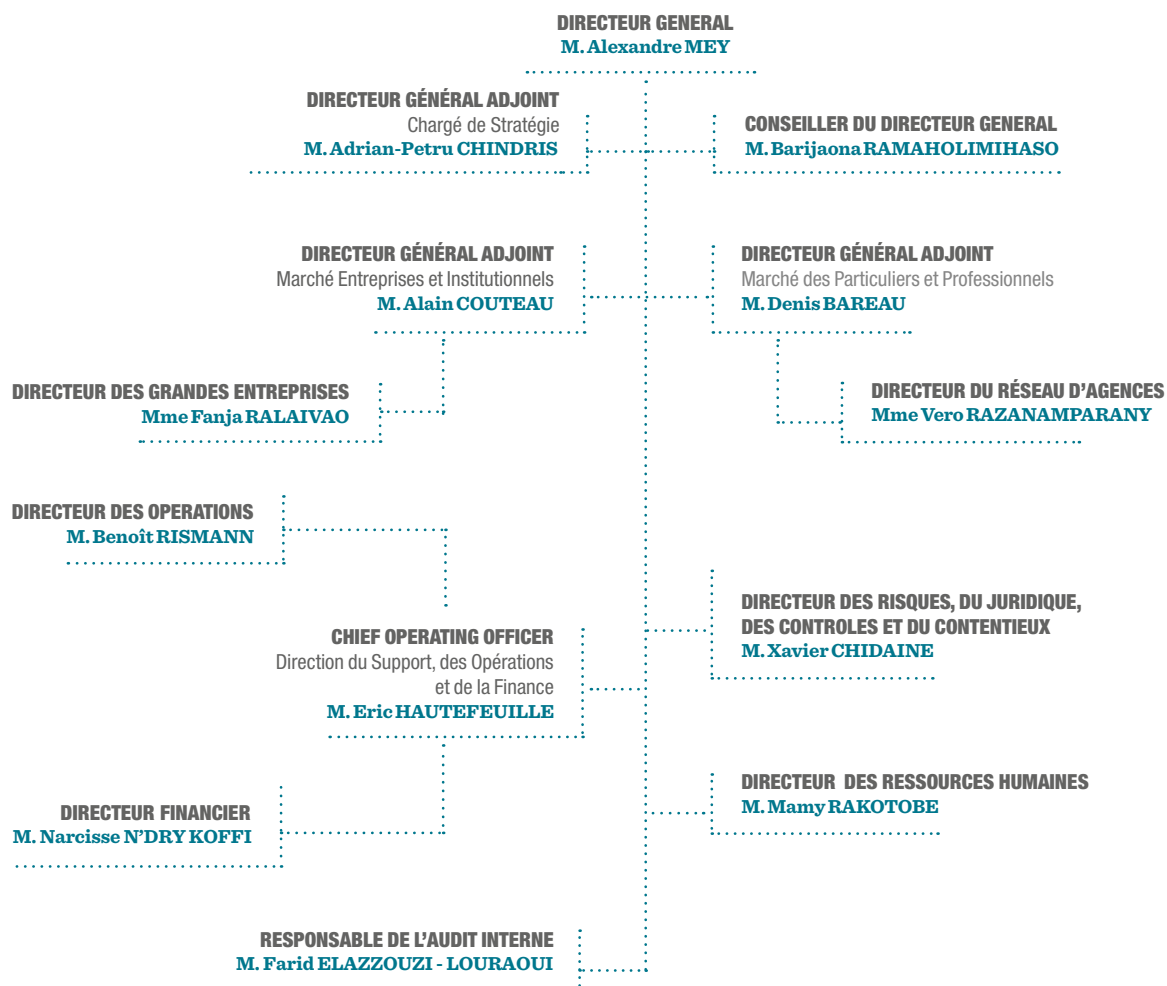 DIRECTEUR GENERAL
M. Alexandre MEY
DIRECTEUR GÉNÉRAL ADJOINT
Chargé de Stratégie
M. Adrian-Petru CHINDRIS
CONSEILLER DU DIRECTEUR GENERAL
M. Barijaona RAMAHOLIMIHASO
DIRECTEUR GÉNÉRAL ADJOINT
Marché Entreprises et Institutionnels
M. Alain COUTEAU
DIRECTEUR GÉNÉRAL ADJOINT
Marché des Particuliers et Professionnels
M. Denis BAREAU
DIRECTEUR DES GRANDES ENTREPRISES
Mme Fanja RALAIVAO
DIRECTEUR DU RÉSEAU D’AGENCES
Mme Vero RAZANAMPARANY
DIRECTEUR DES OPERATIONS
M. Benoît RISMANN
DIRECTEUR DES RISQUES, DU JURIDIQUE,
DES CONTROLES ET DU CONTENTIEUX
M. Xavier CHIDAINE
CHIEF OPERATING OFFICER
Direction du Support, des Opérations
et de la Finance
M. Eric HAUTEFEUILLE
DIRECTEUR DES RESSOURCES HUMAINES
M. Mamy RAKOTOBE
DIRECTEUR FINANCIER
M. Narcisse N’DRY KOFFI
RESPONSABLE DE L’AUDIT INTERNE
M. Farid ELAZZOUZI - LOURAOUI